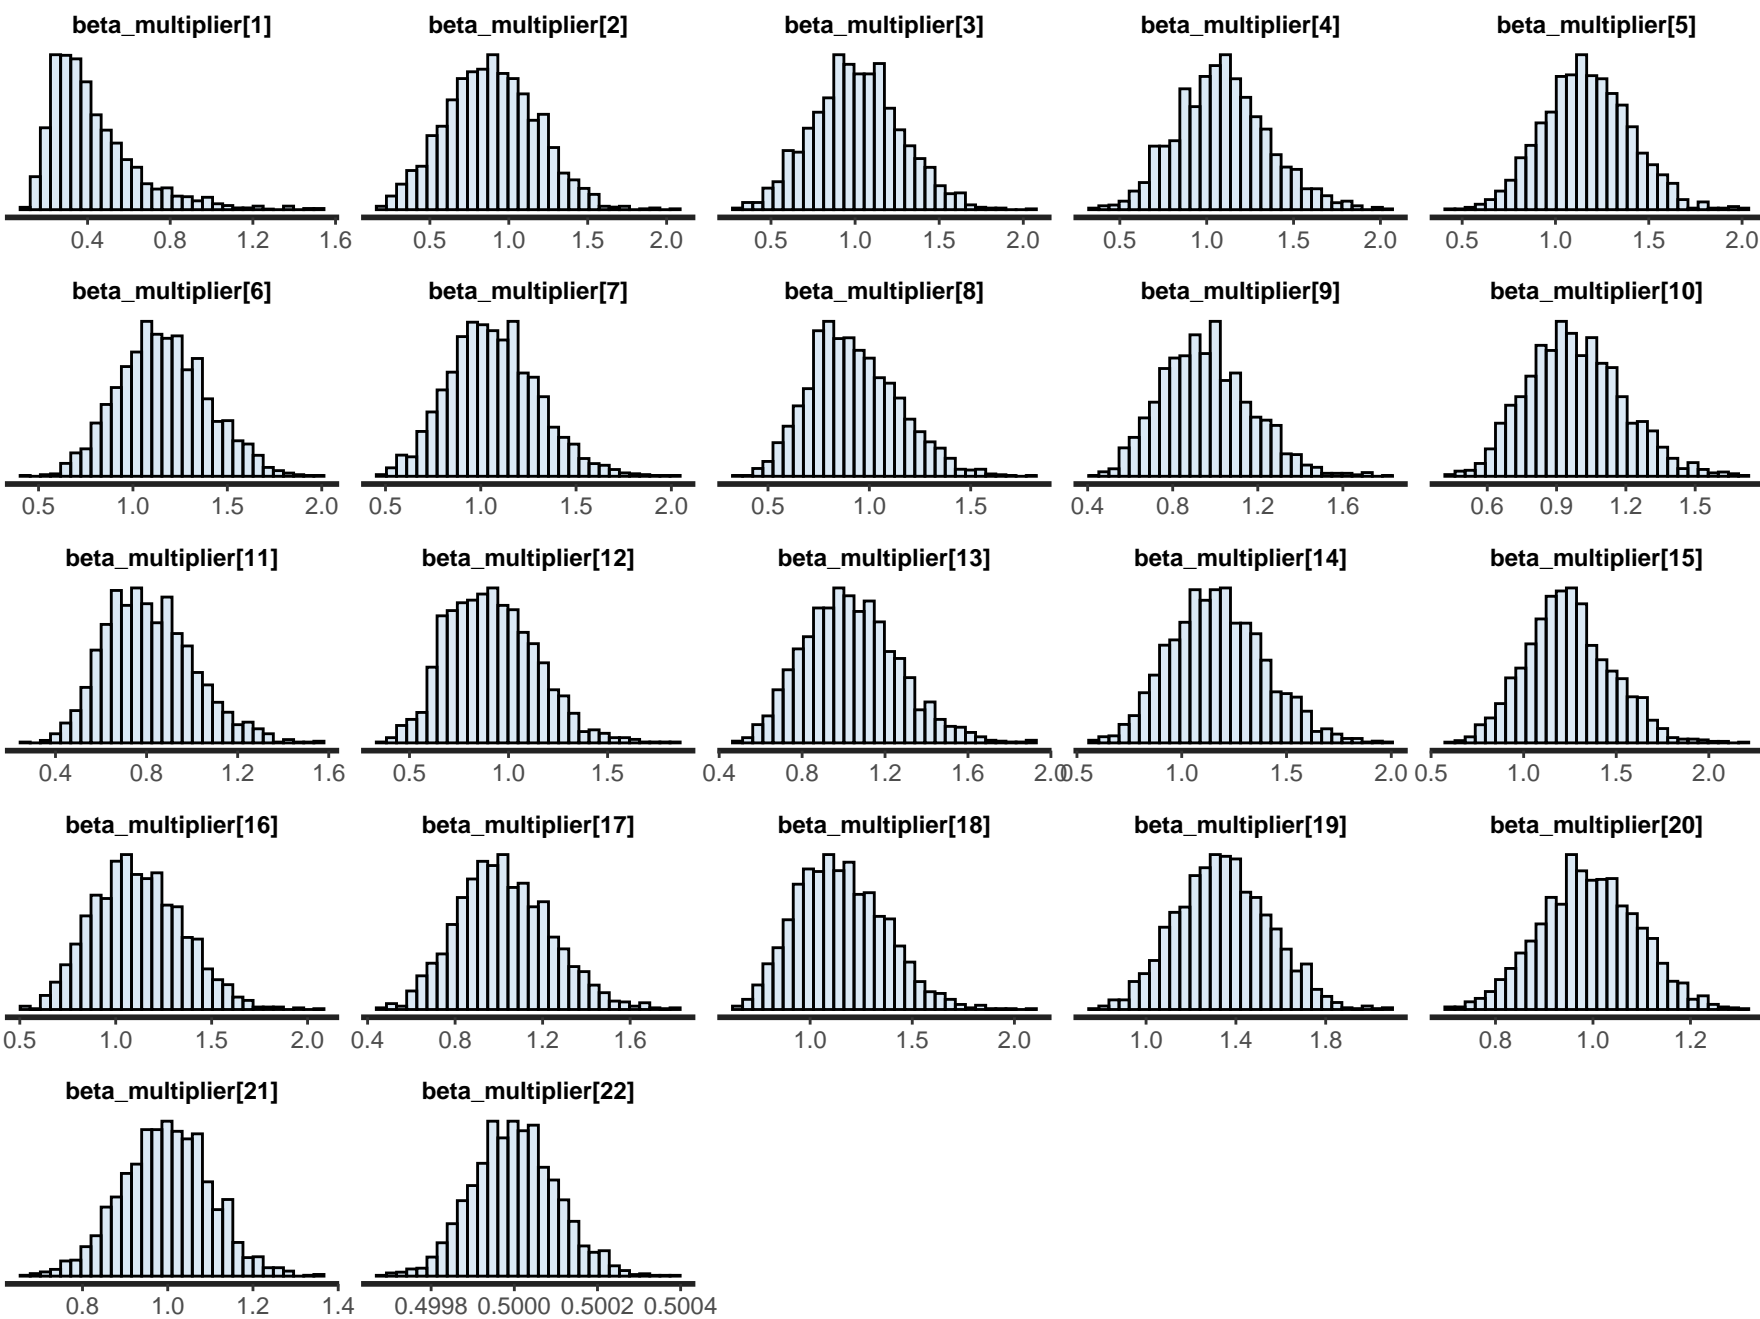 beta_multiplier[1] beta_multiplier[2] beta_multiplier[3] beta_multiplier[4] beta_multiplier[5]
0.4 0.8 1.2 1.6 0.5 1.0 1.5 2.0 0.5 1.0 1.5 2.0 0.5 1.0 1.5 2.0 0.5 1.0 1.5 2.0
beta_multiplier[6] beta_multiplier[7] beta_multiplier[8] beta_multiplier[9] beta_multiplier[10]
0.5 1.0 1.5 2.0 0.5 1.0 1.5 2.0 0.5 1.0 1.5 0.4 0.8 1.2 1.6 0.6 0.9 1.2 1.5
beta_multiplier[11] beta_multiplier[12] beta_multiplier[13] beta_multiplier[14] beta_multiplier[15]
0.4 0.8 1.2 1.6 0.5 1.0 1.5 0.4 0.8 1.2 1.6 2.0 0.5 1.0 1.5 2.0 0.5 1.0 1.5 2.0
beta_multiplier[16] beta_multiplier[17] beta_multiplier[18] beta_multiplier[19] beta_multiplier[20]
0.5 1.0 1.5 2.0 0.4 0.8 1.2 1.6 1.0 1.5 2.0 1.0 1.4 1.8 0.8 1.0 1.2
beta_multiplier[21] beta_multiplier[22]
0.8 1.0 1.2 1.4 0.4998 0.5000 0.5002 0.5004